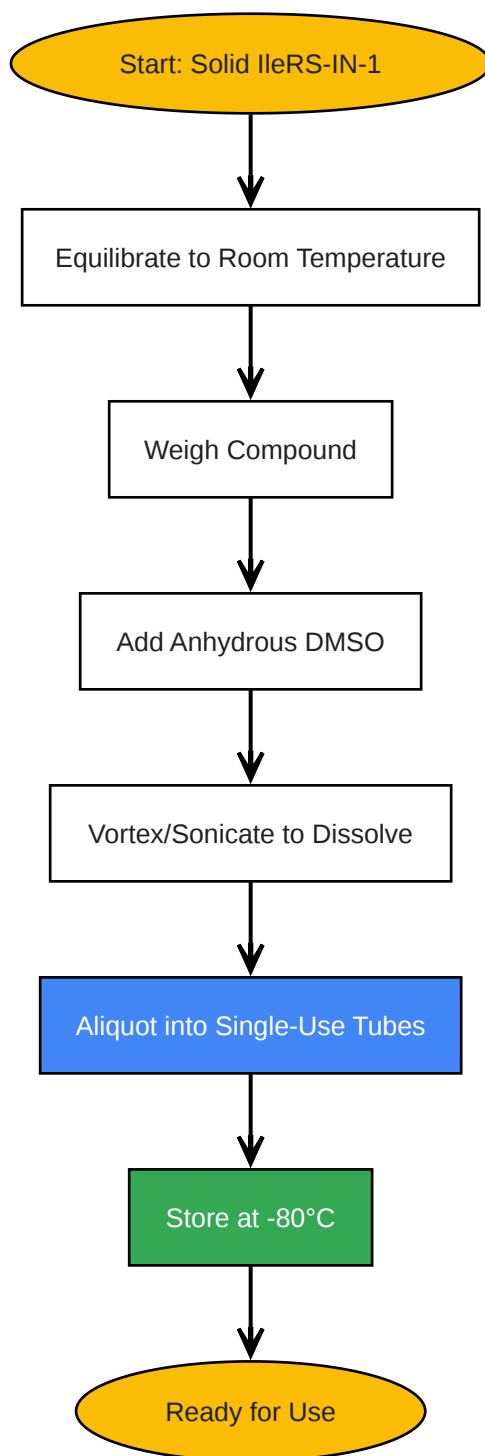 Start: Solid IleRS-IN-1
Equilibrate to Room Temperature
Weigh Compound
Add Anhydrous DMSO
Vortex/Sonicate to Dissolve
Aliquot into Single-Use Tubes
Store at -80°C
Ready for Use